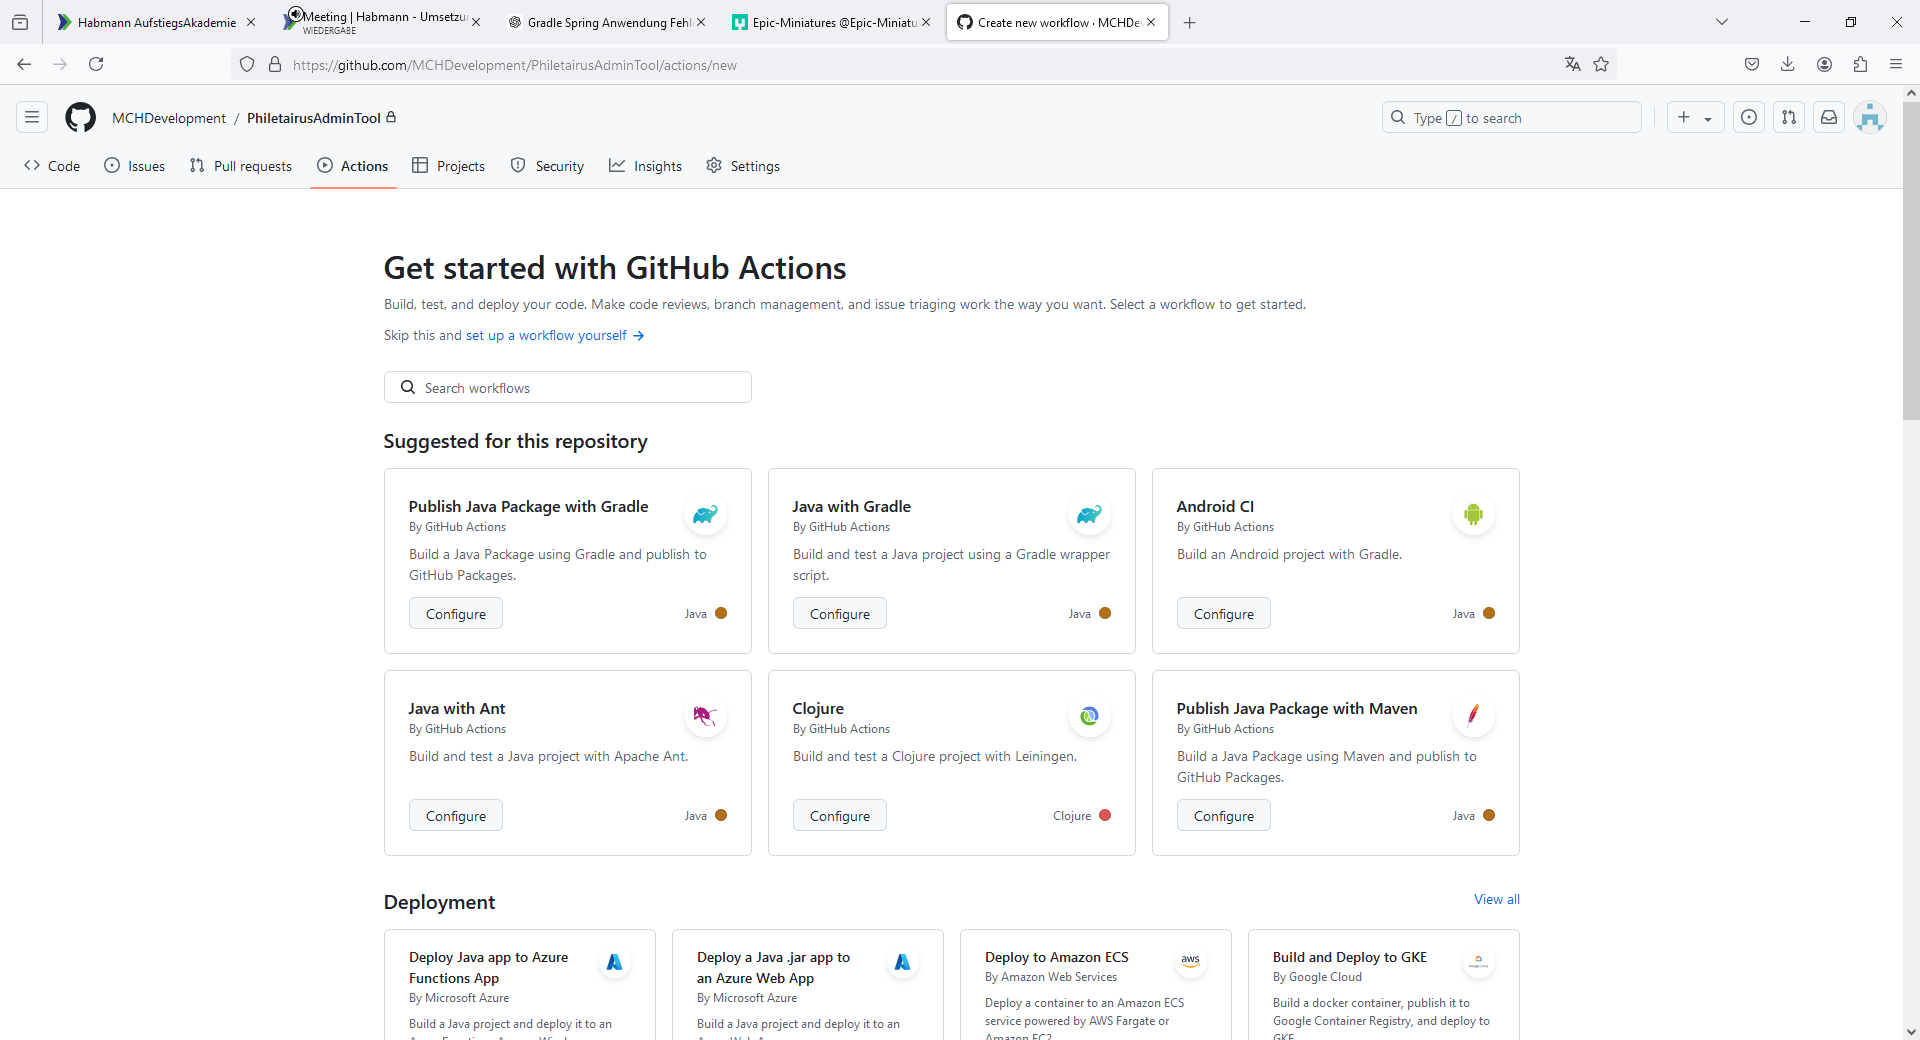 Habmann AufstiegsAkademie
Meeting | Habmann - Umsetzu
WIEDERGABE
Gradle Spring Anwendung Fehl
Epic-Miniatures @Epic-Miniatu
Create new workflow · MCHDe
https://github.com/MCHDevelopment/PhiletairusAdminTool/actions/new
MCHDevelopment / PhiletairusAdminTool
Type / to search
Code
Issues
Pull requests
Actions
Projects
Security
Insights
Settings
Get started with GitHub Actions
Build, test, and deploy your code. Make code reviews, branch management, and issue triaging work the way you want. Select a workflow to get started.
Skip this and set up a workflow yourself →
Search workflows
Suggested for this repository
Publish Java Package with Gradle
By GitHub Actions
Build a Java Package using Gradle and publish to
GitHub Packages.
Configure
Java
Java with Gradle
By GitHub Actions
Build and test a Java project using a Gradle wrapper
script.
Configure
Java
Android CI
By GitHub Actions
Build an Android project with Gradle.
Configure
Java
Java with Ant
By GitHub Actions
Build and test a Java project with Apache Ant.
Configure
Java
Clojure
By GitHub Actions
Build and test a Clojure project with Leiningen.
Configure
Clojure
Publish Java Package with Maven
By GitHub Actions
Build a Java Package using Maven and publish to
GitHub Packages.
Configure
Java
Deployment
View all
Deploy Java app to Azure
Functions App
By Microsoft Azure
Build a Java project and deploy it to an
Deploy a Java .jar app to
an Azure Web App
By Microsoft Azure
Build a Java project and deploy it to an
Deploy to Amazon ECS
By Amazon Web Services
aws
Deploy a container to an Amazon ECS
service powered by AWS Fargate or
Amazon EC2
Build and Deploy to GKE
By Google Cloud
Build a docker container, publish it to
Google Container Registry, and deploy to
GKE